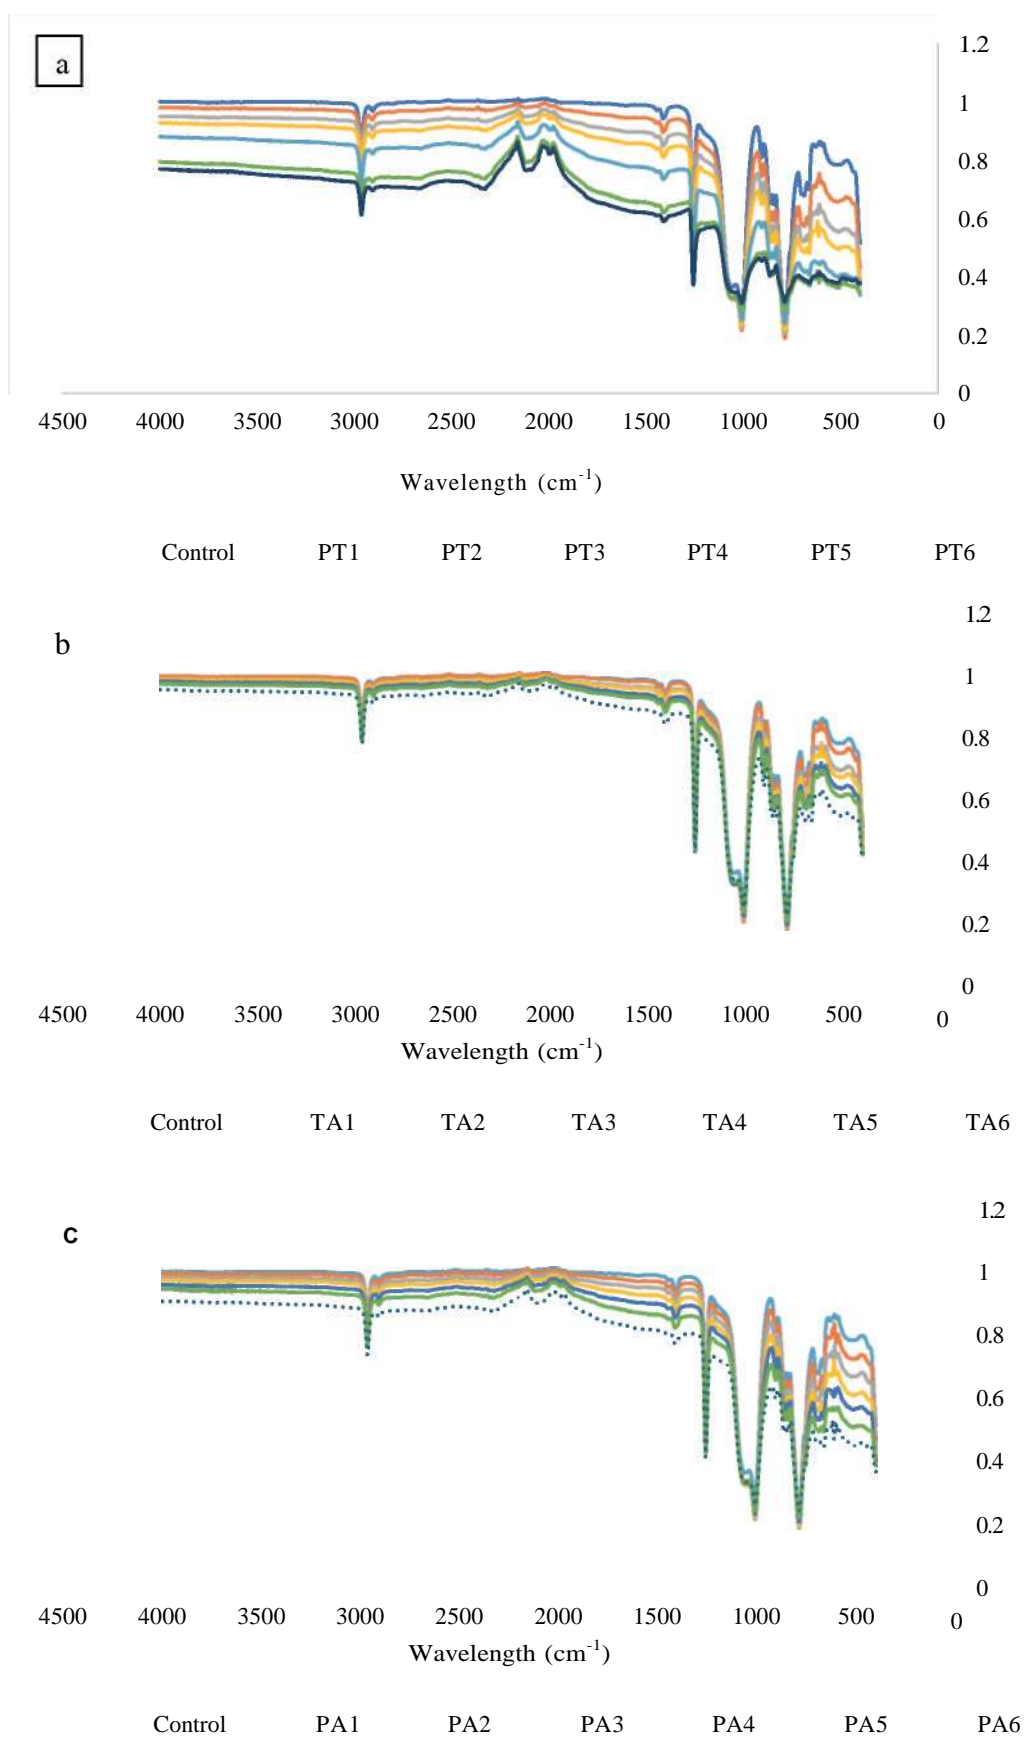 a
1.2
1
0.8
0.6
0.4
0.2
0
4500 4000 3500 3000 2500 2000 1500 1000 500 0
Wavelength (cm-1)
Control PT1 PT2 PT3 PT4 PT5 PT6
b
1.2
1
0.8
0.6
0.4
0.2
0
4500 4000 3500 3000 2500 2000 1500 1000 500 0
Wavelength (cm-1)
Control TA1 TA2 TA3 TA4 TA5 TA6
c
1.2
1
0.8
0.6
0.4
0.2
0
4500 4000 3500 3000 2500 2000 1500 1000 500 0
Wavelength (cm-1)
Control PA1 PA2 PA3 PA4 PA5 PA6